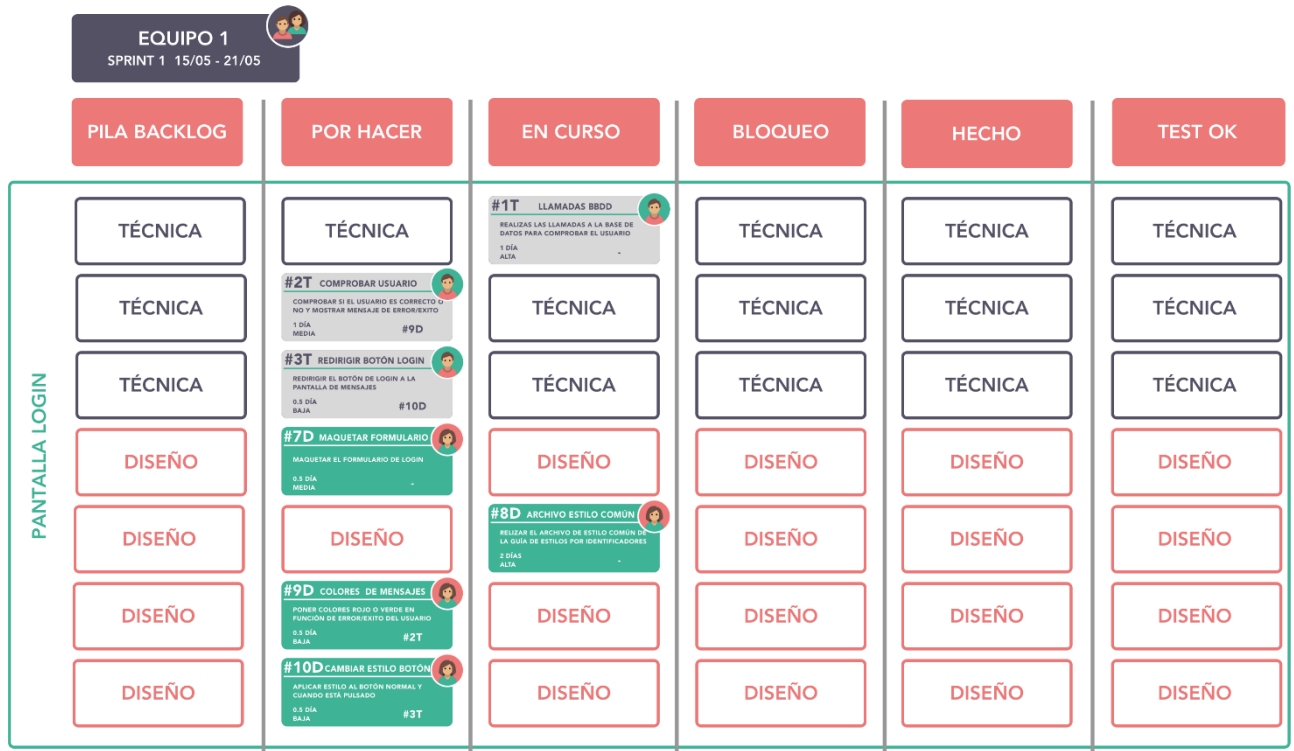 EQUIPO 1
SPRINT 1 15/05 - 21/05
PILA BACKLOG
POR HACER
EN CURSO
BLOQUEO
HECHO
TEST OK
PANTALLA LOGIN
TÉCNICA
TÉCNICA
#1T LLAMADAS BBDD
REALIZAS LAS LLAMADAS A LA BASE DE
DATOS PARA COMPROBAR EL USUARIO
1 DÍA
ALTA -
TÉCNICA
TÉCNICA
TÉCNICA
TÉCNICA
#2T COMPROBAR USUARIO
COMPROBAR SI EL USUARIO ES CORRECTO O
NO Y MOSTRAR MENSAJE DE ERROR/EXITO
1 DÍA
MEDIA #9D
TÉCNICA
TÉCNICA
TÉCNICA
TÉCNICA
TÉCNICA
#3T REDIRIGIR BOTÓN LOGIN
REDIRIGIR EL BOTÓN DE LOGIN A LA
PANTALLA DE MENSAJES
0.5 DÍA
BAJA #10D
TÉCNICA
TÉCNICA
TÉCNICA
TÉCNICA
DISEÑO
#7D MAQUETAR FORMULARIO
MAQUETAR EL FORMULARIO DE LOGIN
0.5 DÍA
MEDIA -
DISEÑO
DISEÑO
DISEÑO
DISEÑO
DISEÑO
DISEÑO
#8D ARCHIVO ESTILO COMÚN
RELIZAR EL ARCHIVO DE ESTILO COMÚN DE
LA GUÍA DE ESTILOS POR IDENTIFICADORES
2 DÍAS
ALTA -
DISEÑO
DISEÑO
DISEÑO
DISEÑO
#9D COLORES DE MENSAJES
PONER COLORES ROJO O VERDE EN
FUNCIÓN DE ERROR/EXITO DEL USUARIO
0.5 DÍA
BAJA #2T
DISEÑO
DISEÑO
DISEÑO
DISEÑO
DISEÑO
#10D CAMBIAR ESTILO BOTÓN
APLICAR ESTILO AL BOTÓN NORMAL Y
CUANDO ESTÁ PULSADO
0.5 DÍA
BAJA #3T
DISEÑO
DISEÑO
DISEÑO
DISEÑO